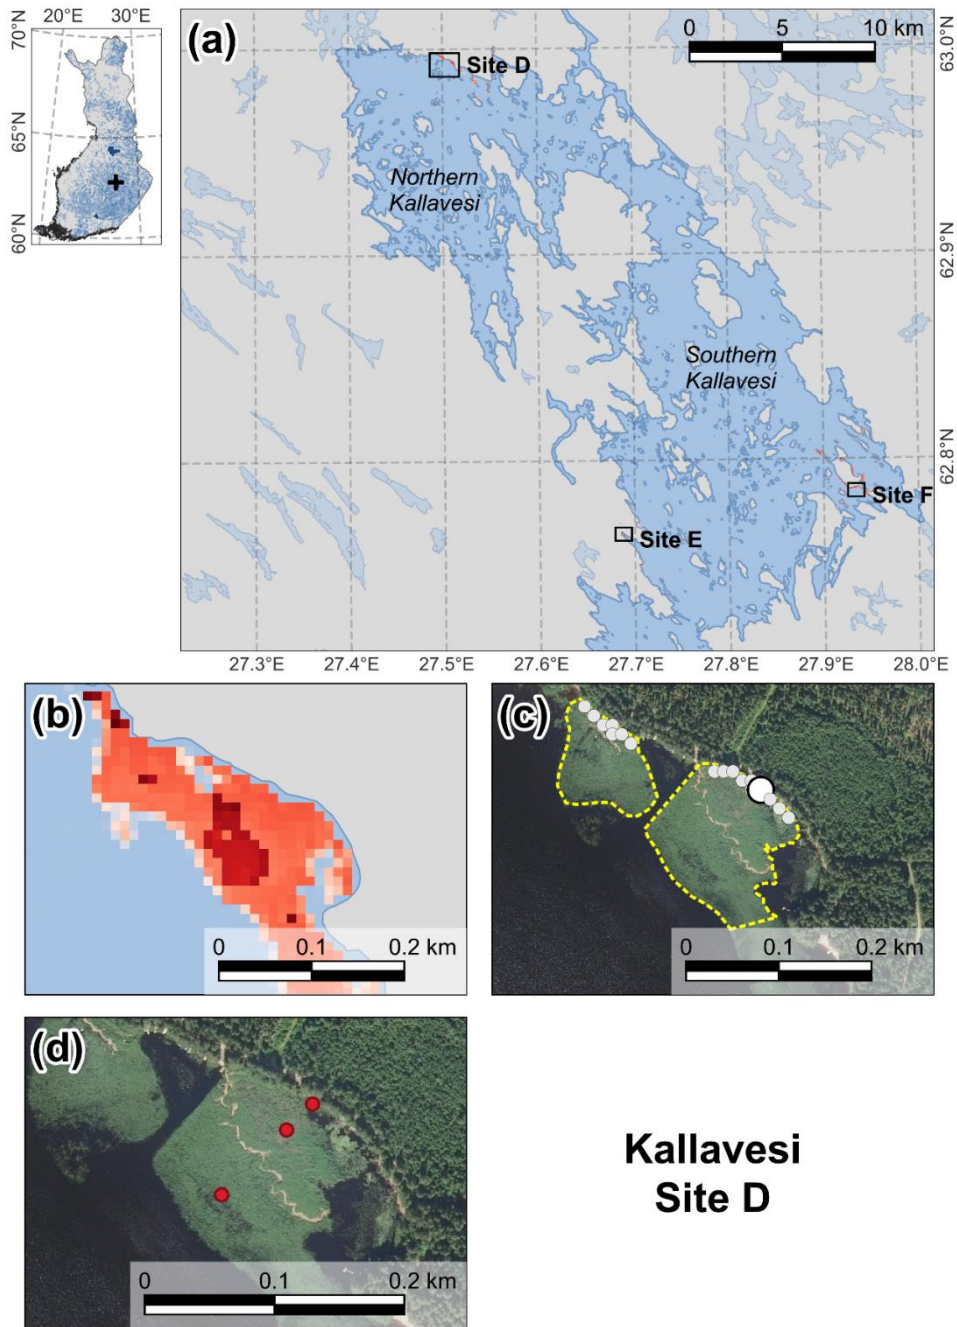 20°E 30°E
70°N
65°N
60°N
(a)
0 5 10 km
63.0°N
Site D
Northern
Kallavesi
62.9°N
Southern
Kallavesi
62.8°N
Site F
Site E
27.3°E 27.4°E 27.5°E 27.6°E 27.7°E 27.8°E 27.9°E 28.0°E
(b)
0 0.1 0.2 km
(c)
0 0.1 0.2 km
(d)
0 0.1 0.2 km
Kallavesi
Site D